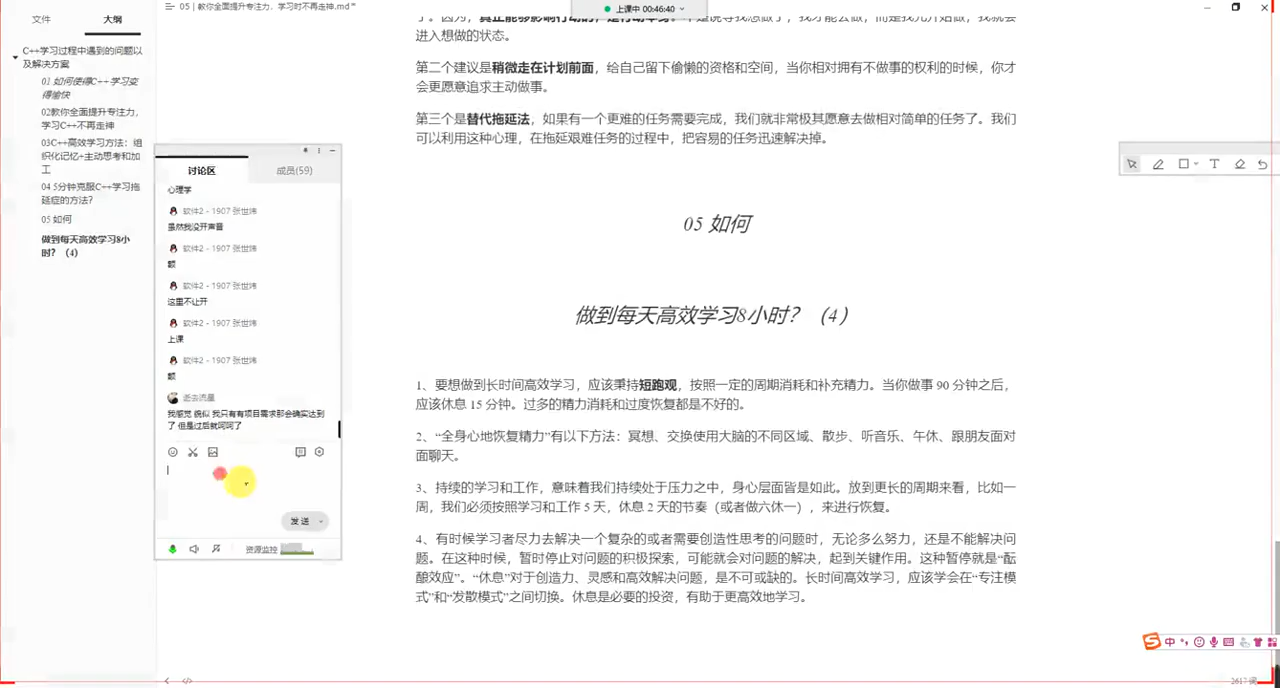 05 | 教你全面提升专注力，学习时不再走神.md*
上课中 00:46:40
文件
大纲
C++学习过程中遇到的问题以
及解决方案
01 如何使得C++学习变
得愉快
02教你全面提升专注力，
学习C++不再走神
03C++高效学习方法：组
织化记忆+主动思考和加
工
04 5分钟克服C++学习拖
延症的方法?
05 如何
做到每天高效学习8小
时? （4）
进入想做的状态。
第二个建议是稍微走在计划前面，给自己留下偷懒的资格和空间，当你相对拥有不做事的权利的时候，你才
会更愿意追求主动做事。
第三个是替代拖延法，如果有一个更难的任务需要完成，我们就非常极其愿意去做相对简单的任务了。我们
可以利用这种心理，在拖延艰难任务的过程中，把容易的任务迅速解决掉。
05 如何
做到每天高效学习8小时? （4）
1、要想做到长时间高效学习，应该秉持短跑观，按照一定的周期消耗和补充精力。当你做事 90 分钟之后，
应该休息 15 分钟。过多的精力消耗和过度恢复都是不好的。
2、“全身心地恢复精力”有以下方法：冥想、交换使用大脑的不同区域、散步、听音乐、午休、跟朋友面对
面聊天。
3、持续的学习和工作，意味着我们持续处于压力之中，身心层面皆是如此。放到更长的周期来看，比如一
周，我们必须按照学习和工作 5 天，休息 2 天的节奏（或者做六休一），来进行恢复。
4、有时候学习者尽力去解决一个复杂的或者需要创造性思考的问题时，无论多么努力，还是不能解决问
题。在这种时候，暂时停止对问题的积极探索，可能就会对问题的解决，起到关键作用。这种暂停就是“酝
酿效应”。“休息”对于创造力、灵感和高效解决问题，是不可或缺的。长时间高效学习，应该学会在“专注模
式”和“发散模式”之间切换。休息是必要的投资，有助于更高效地学习。
讨论区
成员(59)
心理学
软件2 - 1907 张世纬
虽然我没开声音
软件2 - 1907 张世纬
额
软件2 - 1907 张世纬
这里不让开
软件2 - 1907 张世纬
上课
软件2 - 1907 张世纬
额
逝去流星
我感觉 貌似 我只有有项目需求那会确实达到
了 但是过后就呵呵了
发送
资源监控
中
2617 词